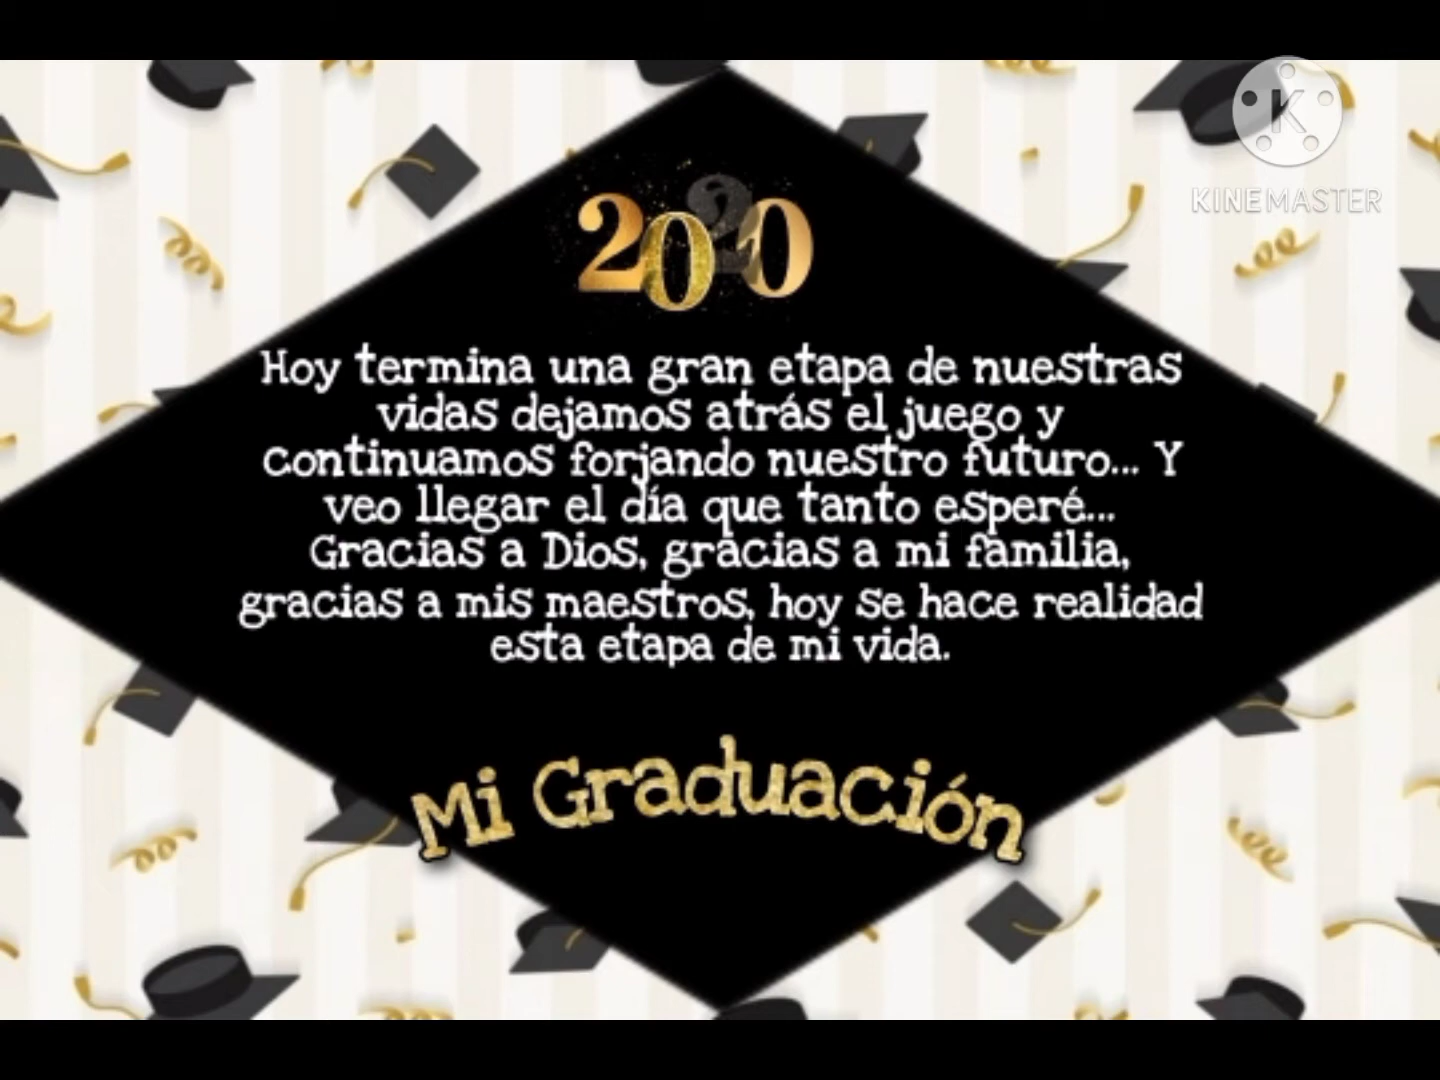 KINEMASTER
2020
Hoy termina una gran etapa de nuestras
vidas dejamos atrás el juego y
continuamos forjando nuestro futuro... Y
veo llegar el día que tanto esperé...
Gracias a Dios, gracias a mi familia,
gracias a mis maestros, hoy se hace realidad
esta etapa de mi vida.
Mi Graduación